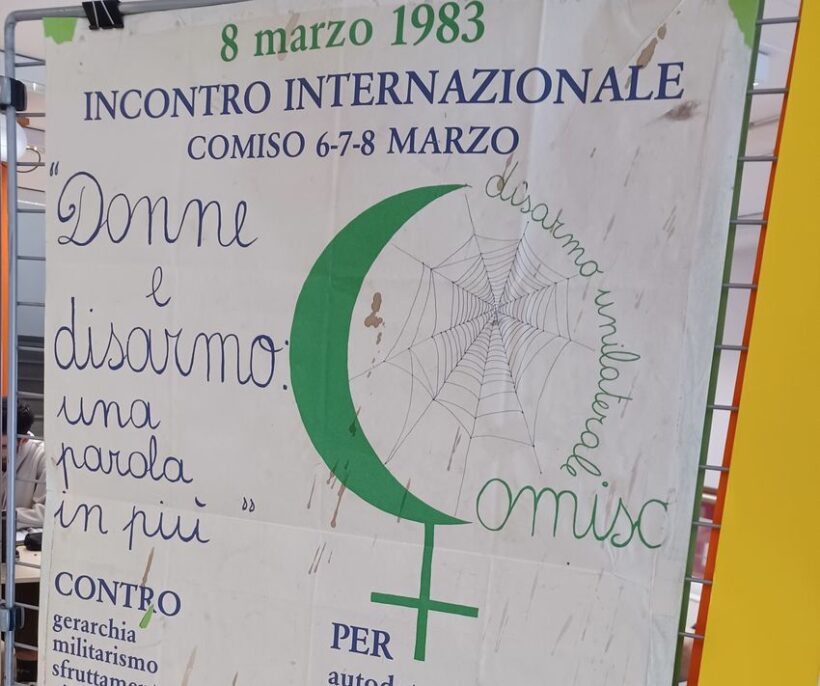 8 marzo 1983
INCONTRO INTERNAZIONALE
COMISO 6-7-8 MARZO
"Donne
e
disarmo:
una
parola
in più"
disarmo unilaterale
omiso
CONTRO
gerarchia
militarismo
PER